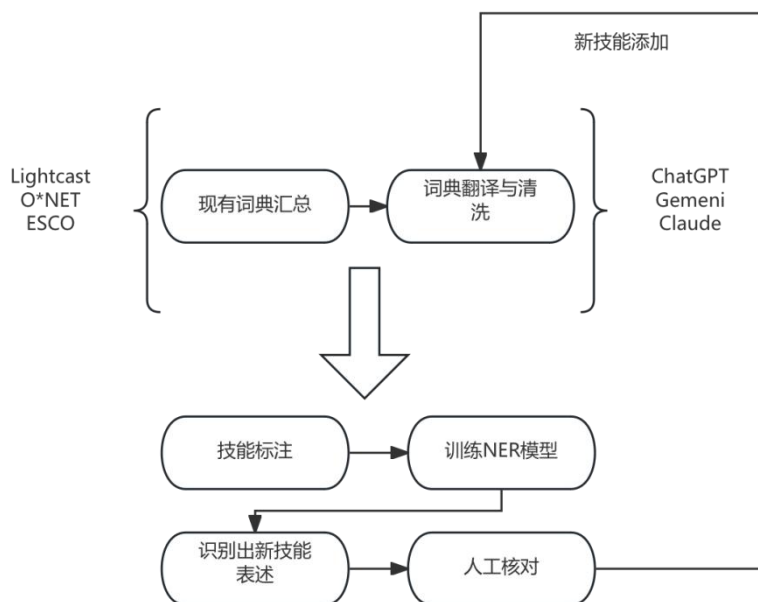 新技能添加
Lightcast
O*NET
ESCO
现有词典汇总
词典翻译与清
洗
ChatGPT
Gemeni
Claude
技能标注
训练NER模型
识别出新技能
表述
人工核对